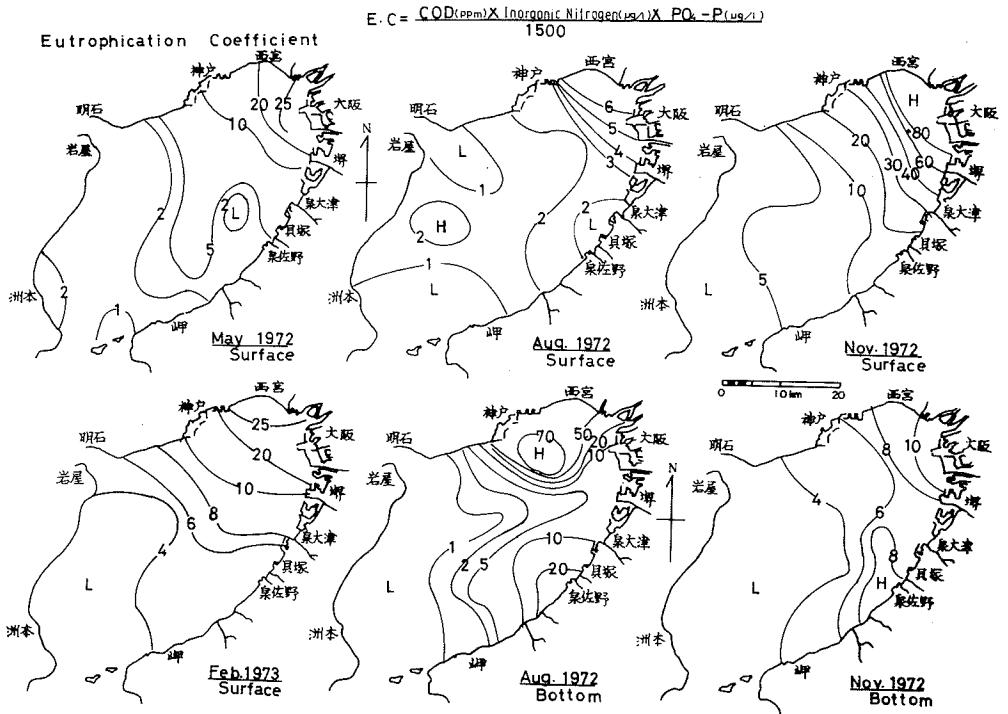 E.C = COD(ppm) X Inorganic Nitrogen(µg/l) X PO₄-P(µg/l)
1500
Eutrophication Coefficient
西宮
神戸
20 25
大阪
明石
10
岩屋
N
堺
2
2 L
泉大津
貝塚
5
泉佐野
2
洲本
1
岬
May 1972
Surface
西宮
神戸
6
大阪
明石
5
岩屋
L
4
3
堺
1
2
2
泉大津
H
L
貝塚
2
泉佐野
1
L
洲本
岬
Aug. 1972
Surface
西宮
神戸
H
大阪
明石
80
20
岩屋
60
30
40
堺
10
泉大津
貝塚
泉佐野
5
L
洲本
岬
Nov. 1972
Surface
0 10km 20
西宮
神戸
25
大阪
明石
20
岩屋
10
堺
8
6
泉大津
4
貝塚
L
泉佐野
洲本
岬
Feb. 1973
Surface
西宮
神戸
70 50 20
10
大阪
H
明石
N
岩屋
堺
10
泉大津
1
2 5
貝塚
20
L
泉佐野
洲本
岬
Aug. 1972
Bottom
西宮
神戸
8
10
大阪
明石
岩屋
4
堺
6
泉大津
8
貝塚
H
L
泉佐野
洲本
岬
Nov. 1972
Bottom